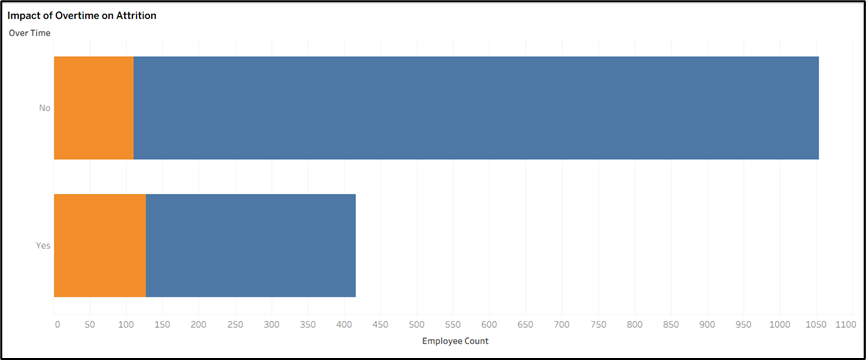 Impact of Overtime on Attrition
Over Time
No
Yes
0 50 100 150 200 250 300 350 400 450 500 550 600 650 700 750 800 850 900 950 1000 1050 1100
Employee Count